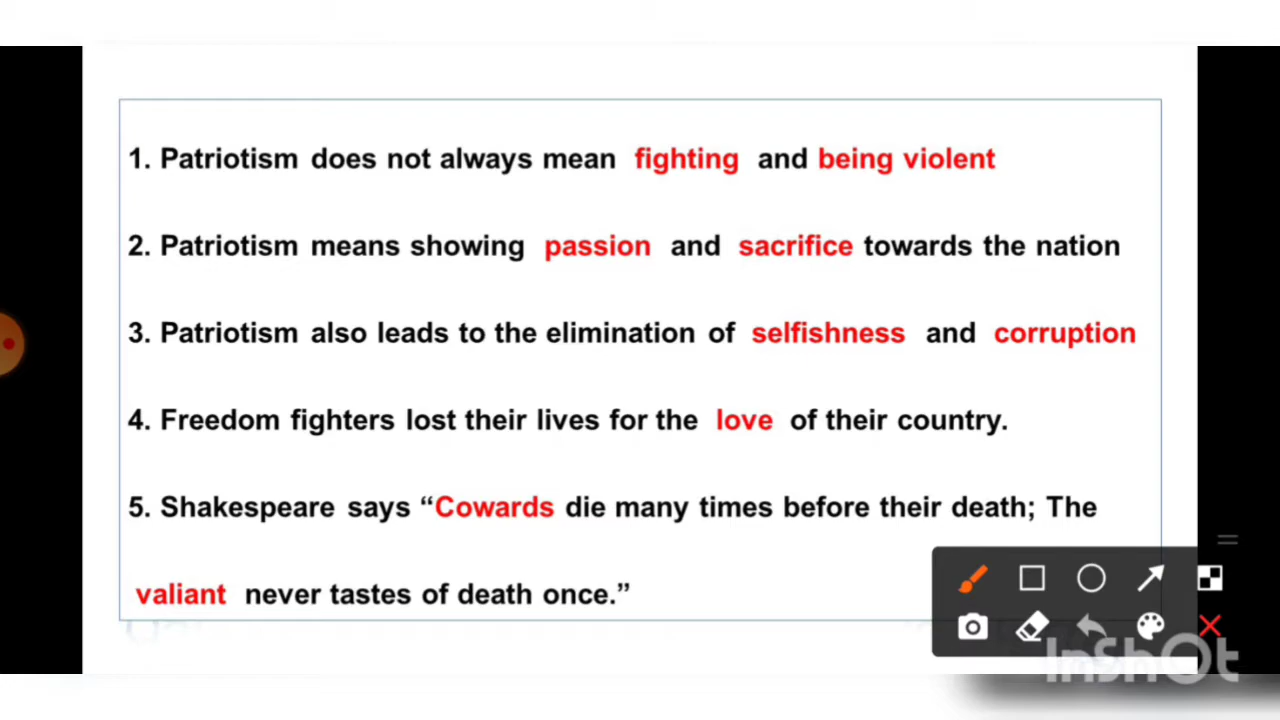 1. Patriotism does not always mean fighting and being violent
2. Patriotism means showing passion and sacrifice towards the nation
3. Patriotism also leads to the elimination of selfishness and corruption
4. Freedom fighters lost their lives for the love of their country.
5. Shakespeare says “Cowards die many times before their death; The
valiant never tastes of death once.”
InShOt